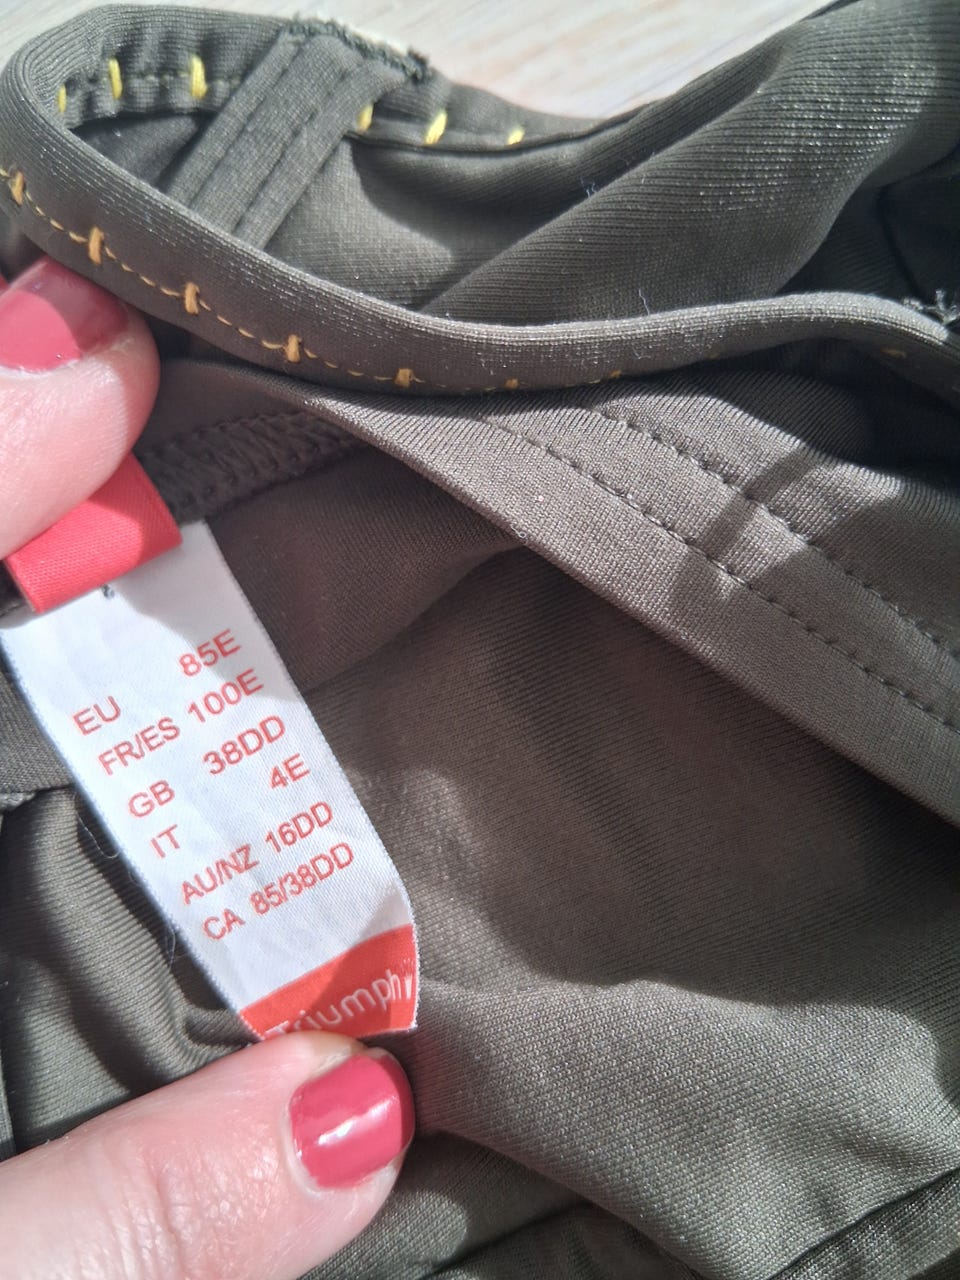 EU 85E
FR/ES 100E
GB 38DD
IT 4E
AU/NZ 16DD
CA 85/38DD
Triumph